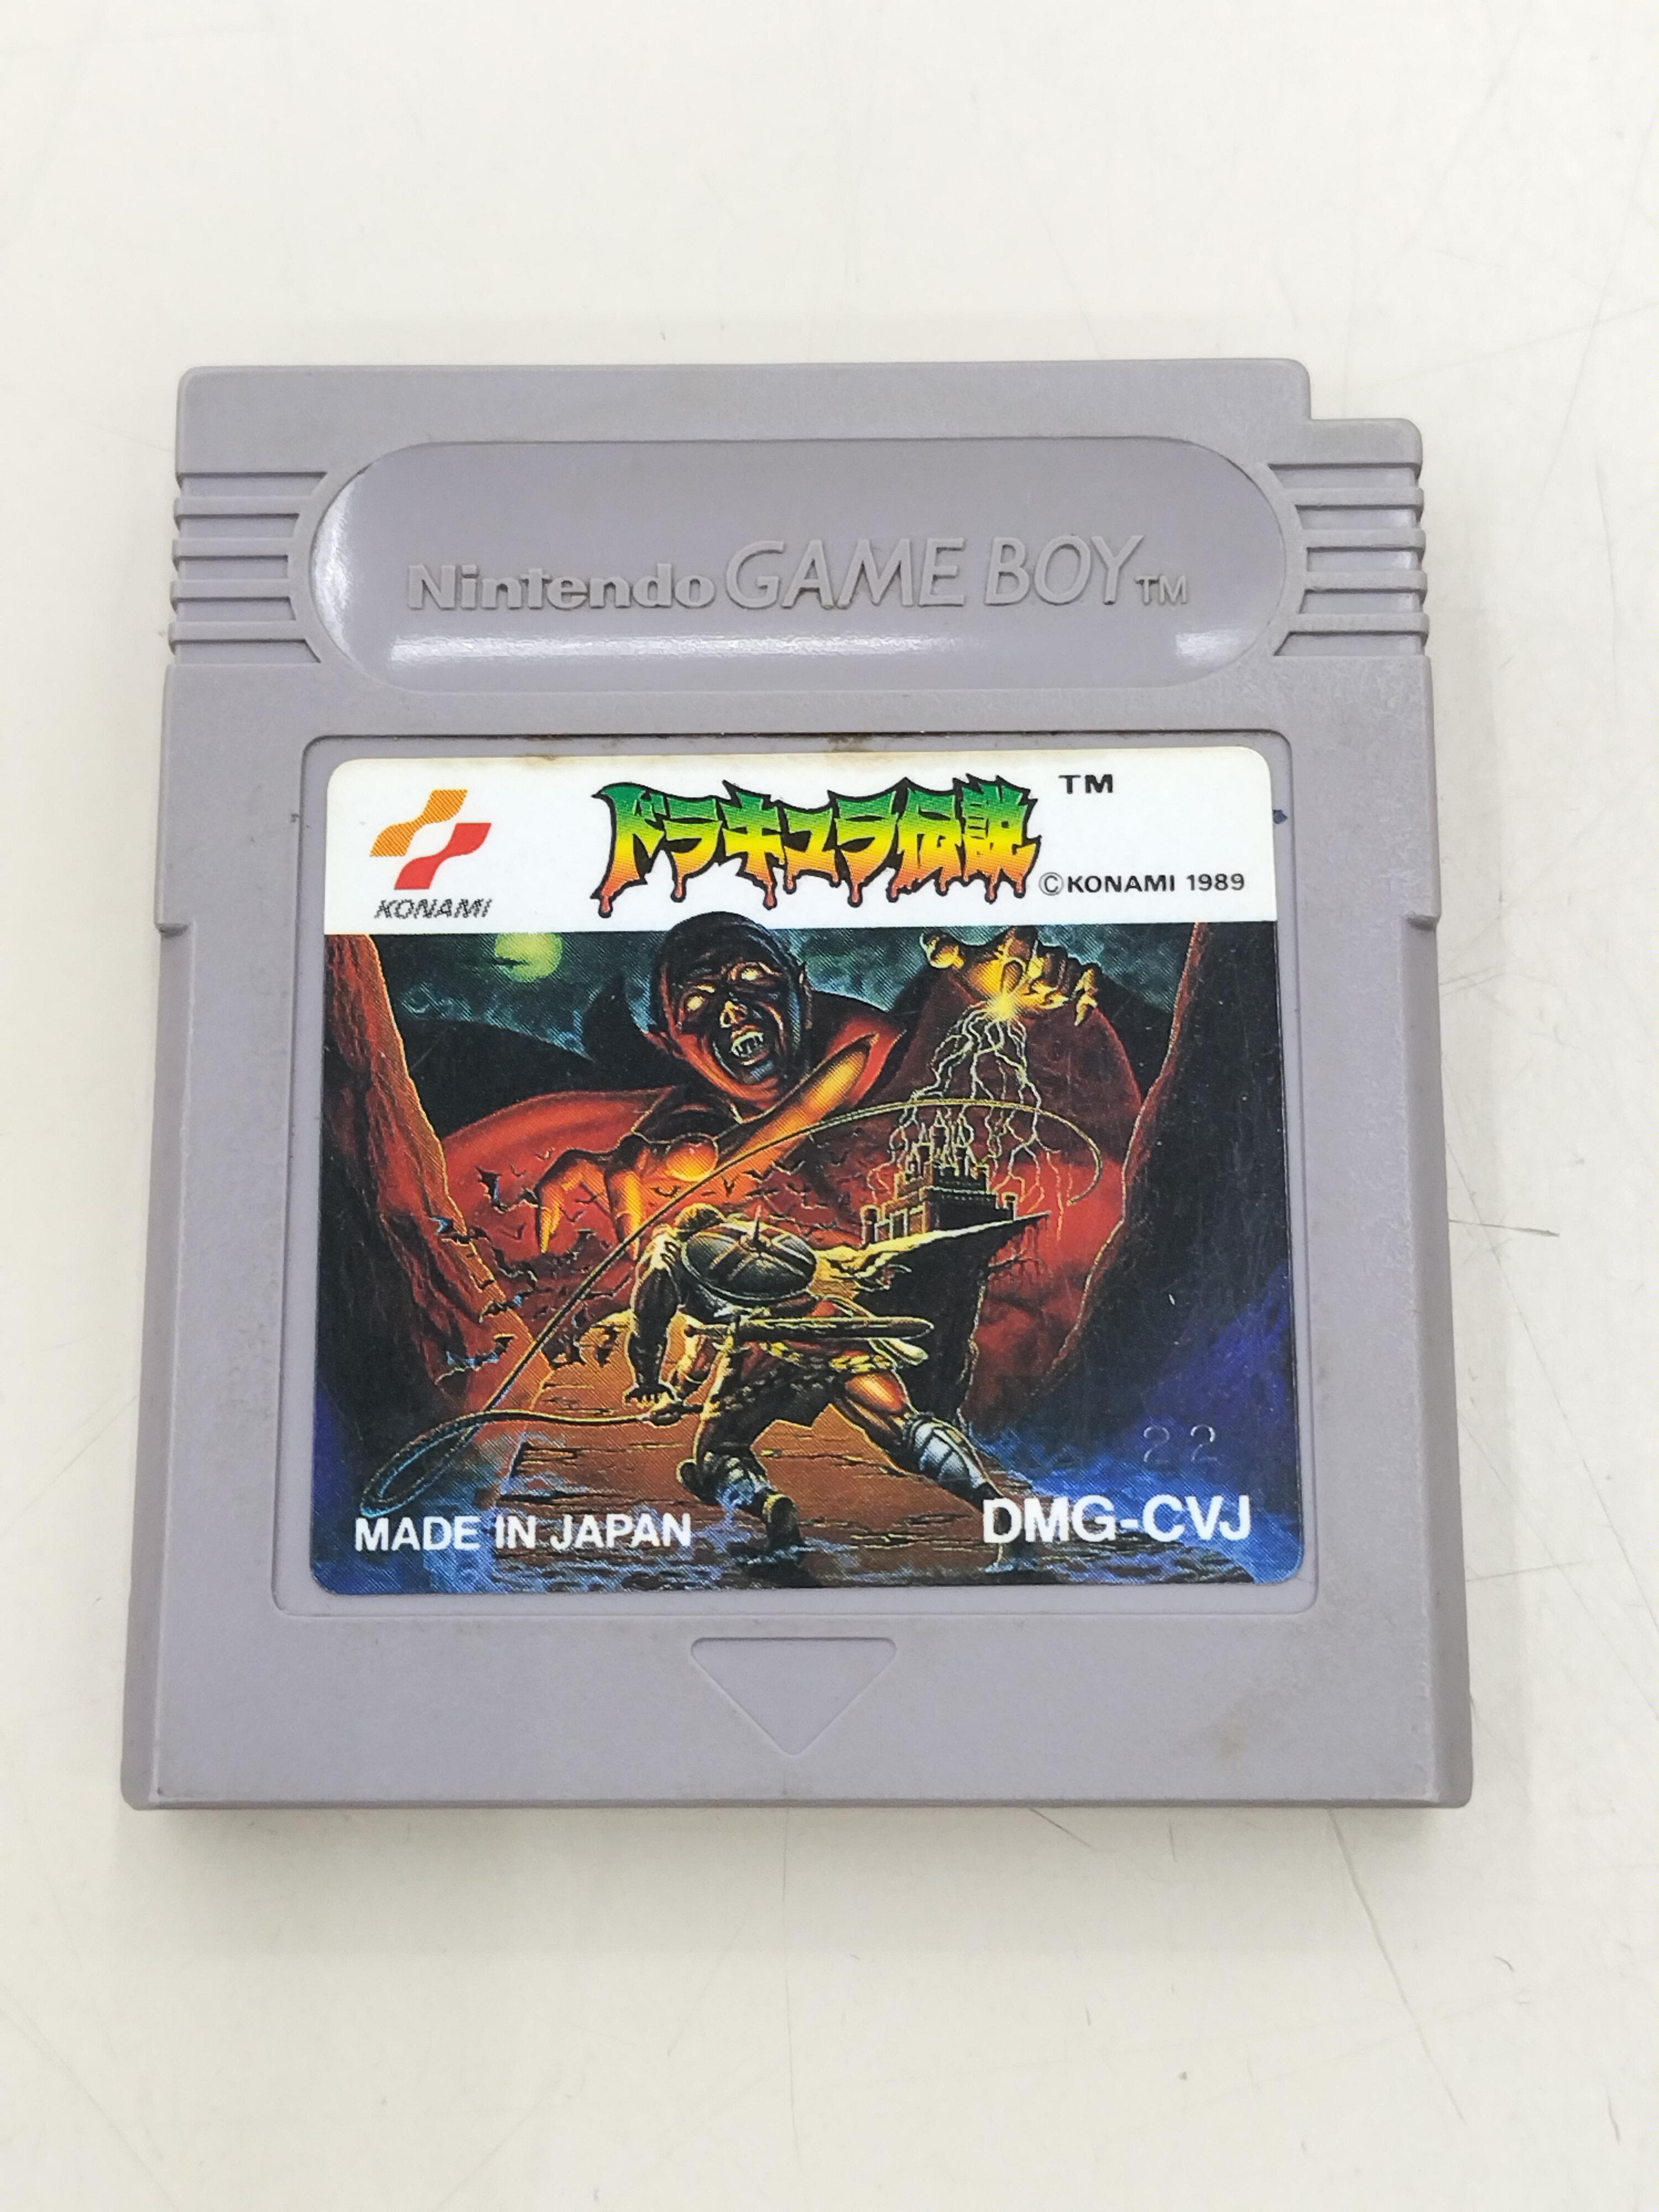 Nintendo GAME BOY TM
KONAMI
ドラキュラ伝説 TM
©KONAMI 1989
22
MADE IN JAPAN
DMG-CVJ